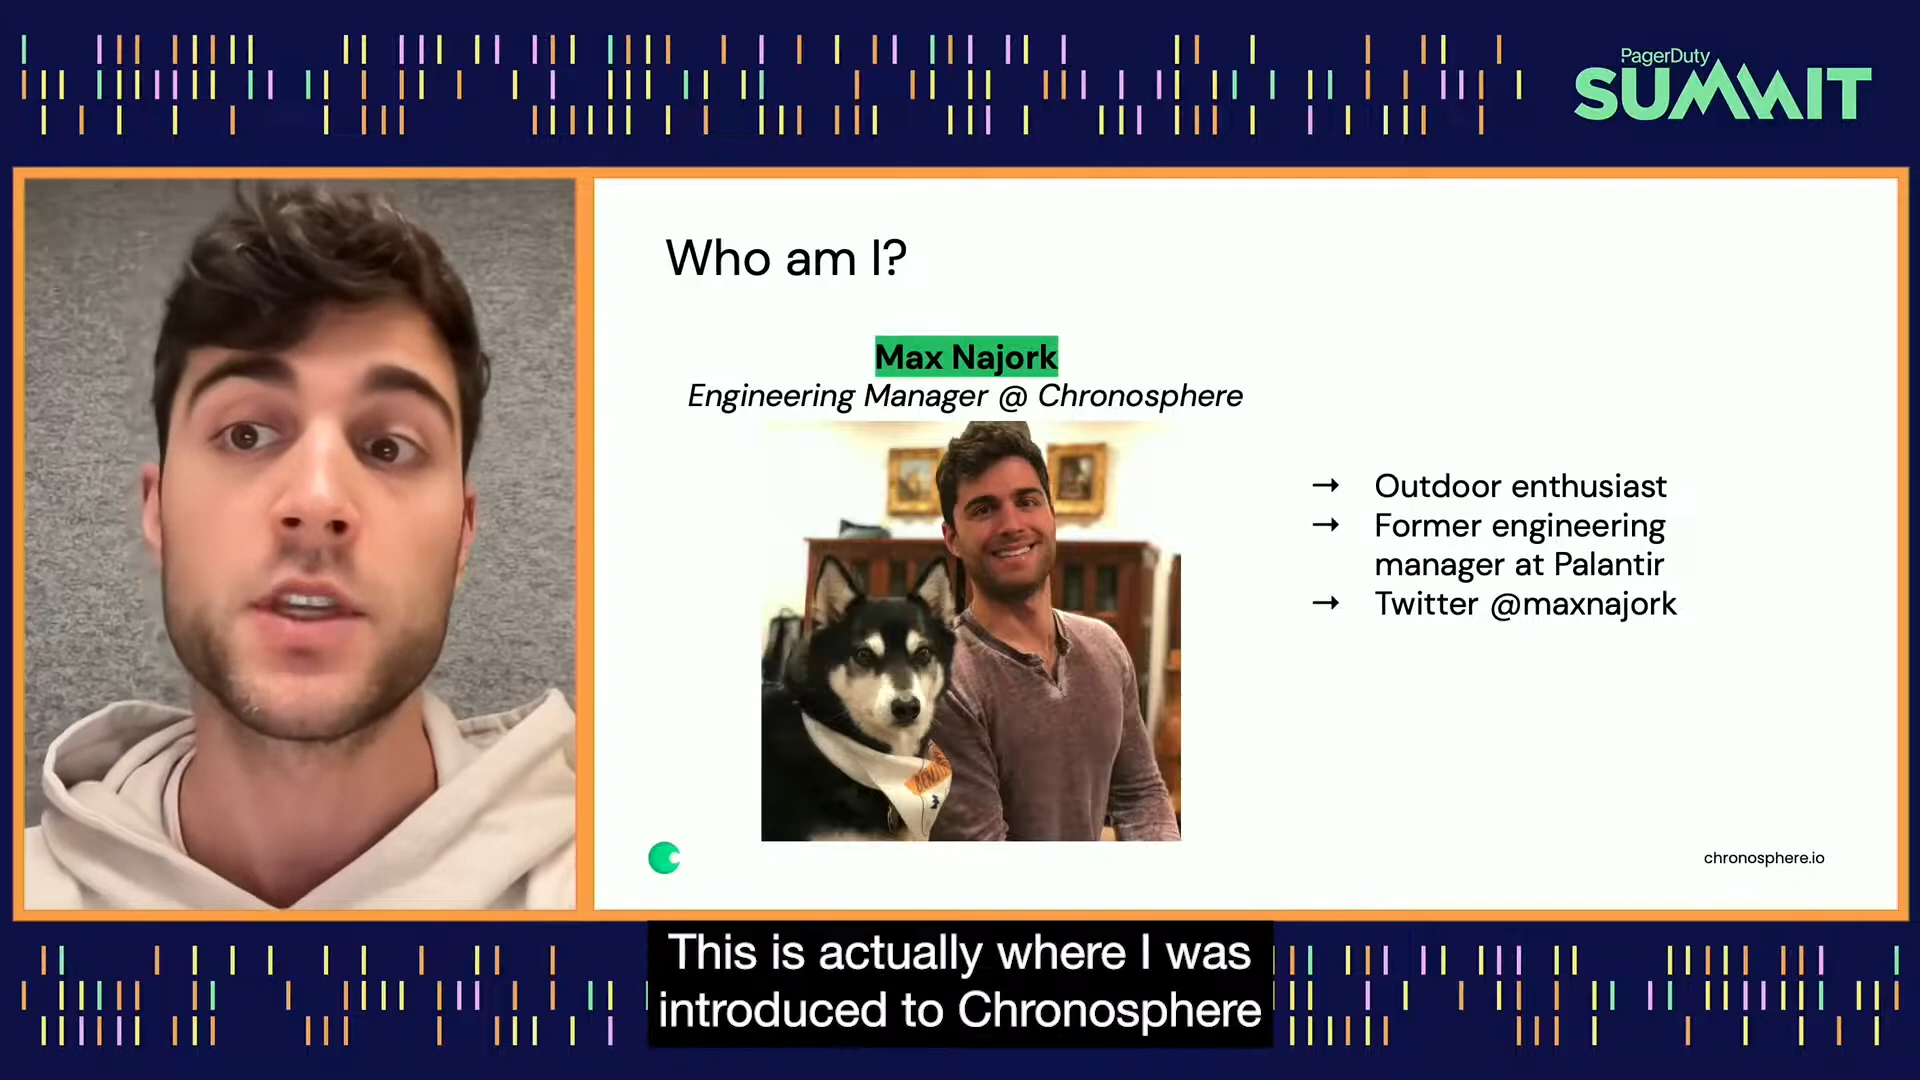 PagerDuty
SUMMIT
Who am I?
Max Najork
Engineering Manager @ Chronosphere
→ Outdoor enthusiast
→ Former engineering
manager at Palantir
→ Twitter @maxnajork
chronosphere.io
This is actually where I was
introduced to Chronosphere